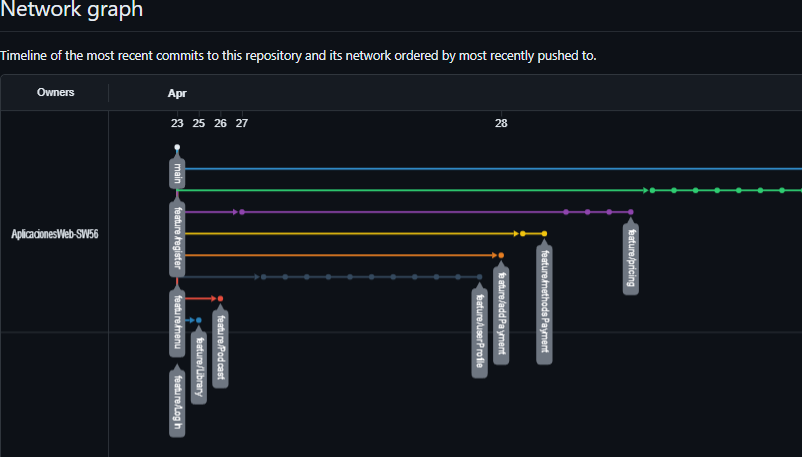 Network graph
Timeline of the most recent commits to this repository and its network ordered by most recently pushed to.
Owners
Apr
23 25 26 27 28
AplicacionesWeb-SW56
main
feature/register
feature/menu
feature/Log In
feature/Library
feature/Podcast
feature/userProfile
feature/addPayment
feature/methodsPayment
feature/pricing